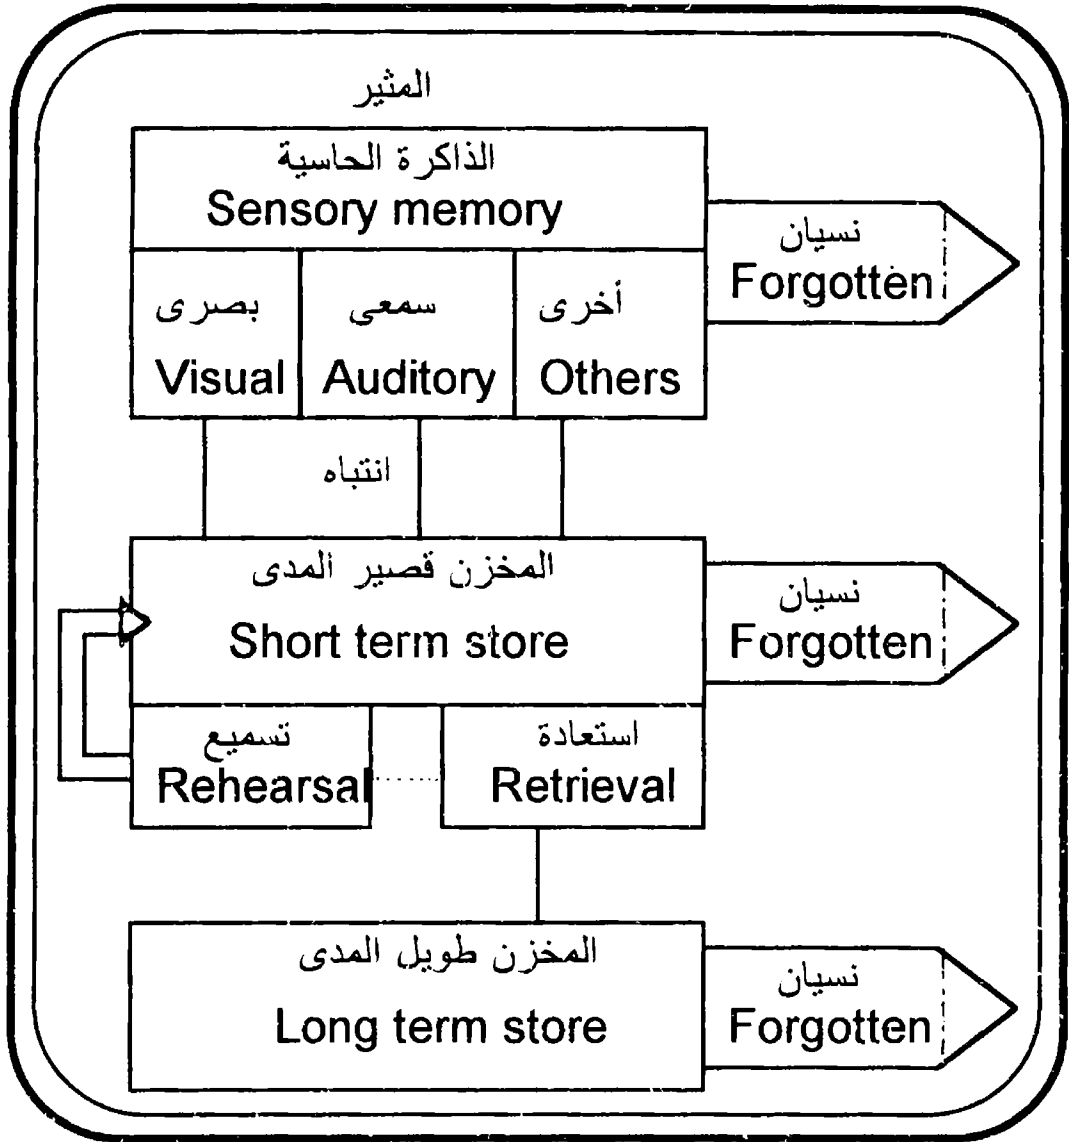 المثير
الذاكرة الحاسية
Sensory memory
نسيان
Forgotten
بصرى
Visual
سمعى
Auditory
أخرى
Others
انتباه
المخزن قصير المدى
Short term store
نسيان
Forgotten
تسميع
Rehearsal
استعادة
Retrieval
المخزن طويل المدى
Long term store
نسيان
Forgotten